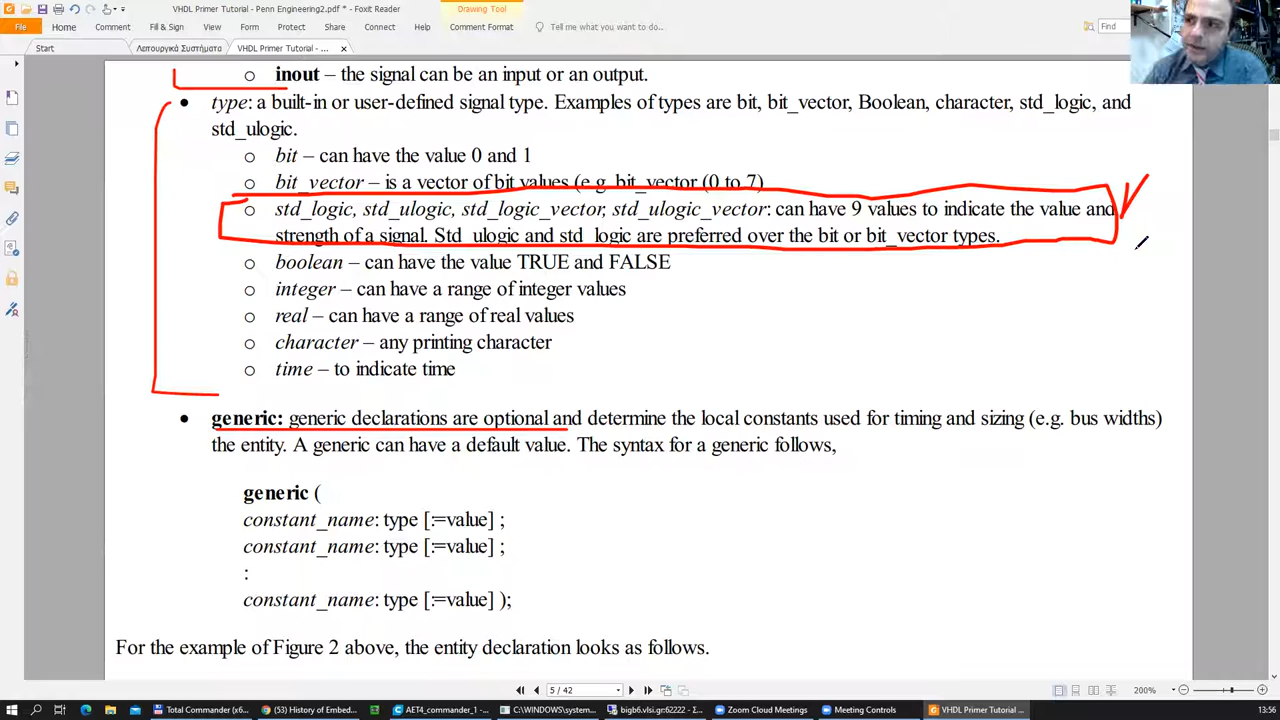 VHDL Primer Tutorial - Penn Engineering2.pdf * - Foxit Reader
Drawing Tool
File Home Comment Fill & Sign View Form Protect Share Connect Help Comment Format Tell me what you want to do... Find
Start Λειτουργικά Συστήματα VHDL Primer Tutorial - ...
o inout – the signal can be an input or an output.
• type: a built-in or user-defined signal type. Examples of types are bit, bit_vector, Boolean, character, std_logic, and
std_ulogic.
o bit – can have the value 0 and 1
o bit_vector – is a vector of bit values (e.g. bit_vector (0 to 7)
o std_logic, std_ulogic, std_logic_vector, std_ulogic_vector: can have 9 values to indicate the value and
strength of a signal. Std_ulogic and std_logic are preferred over the bit or bit_vector types.
o boolean – can have the value TRUE and FALSE
o integer – can have a range of integer values
o real – can have a range of real values
o character – any printing character
o time – to indicate time
• generic: generic declarations are optional and determine the local constants used for timing and sizing (e.g. bus widths)
the entity. A generic can have a default value. The syntax for a generic follows,
generic (
constant_name: type [:=value] ;
constant_name: type [:=value] ;
:
constant_name: type [:=value] );
For the example of Figure 2 above, the entity declaration looks as follows.
5 / 42 200%
Total Commander (x6... (53) History of Embed... AET4_commander_1 -... C:\WINDOWS\system... bigb6.vlsi.gr:62222 - Σ... Zoom Cloud Meetings Meeting Controls VHDL Primer Tutorial ... 13:56